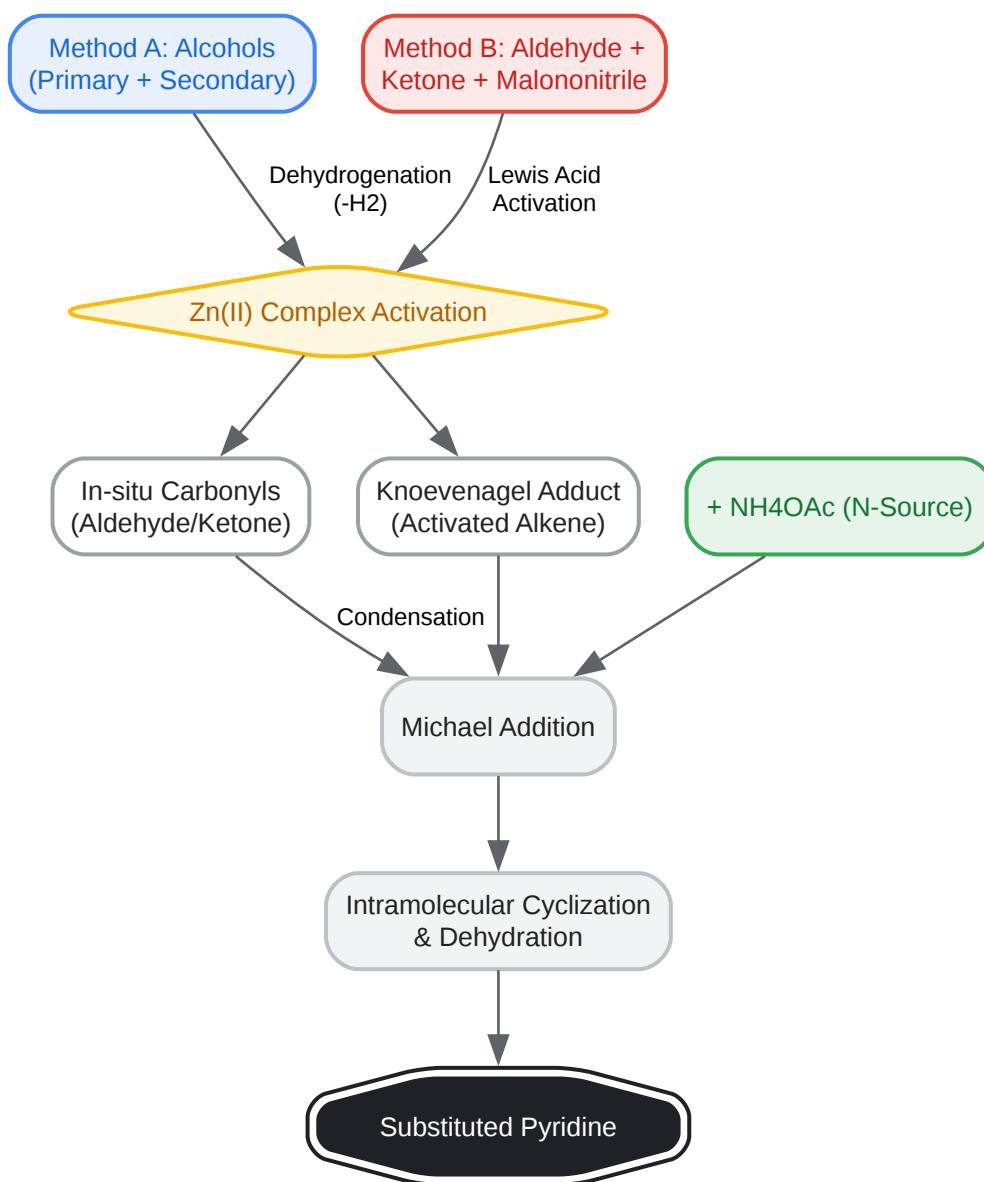 Method A: Alcohols
(Primary + Secondary)
Method B: Aldehyde +
Ketone + Malononitrile
Dehydrogenation
(-H2)
Lewis Acid
Activation
Zn(II) Complex Activation
In-situ Carbonyls
(Aldehyde/Ketone)
Knoevenagel Adduct
(Activated Alkene)
+ NH4OAc (N-Source)
Condensation
Michael Addition
Intramolecular Cyclization
& Dehydration
Substituted Pyridine